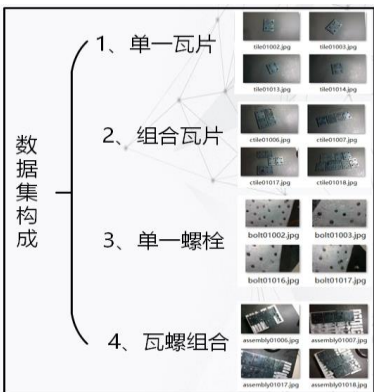 数据集构成
1、单一瓦片
tile01002.jpg tile01003.jpg
tile01013.jpg tile01014.jpg
2、组合瓦片
ctile01006.jpg ctile01007.jpg
ctile01017.jpg ctile01018.jpg
3、单一螺栓
bolt01002.jpg bolt01003.jpg
bolt01016.jpg bolt01017.jpg
4、瓦螺组合
assembly01006.jpg assembly01007.jpg
assembly01017.jpg assembly01018.jpg